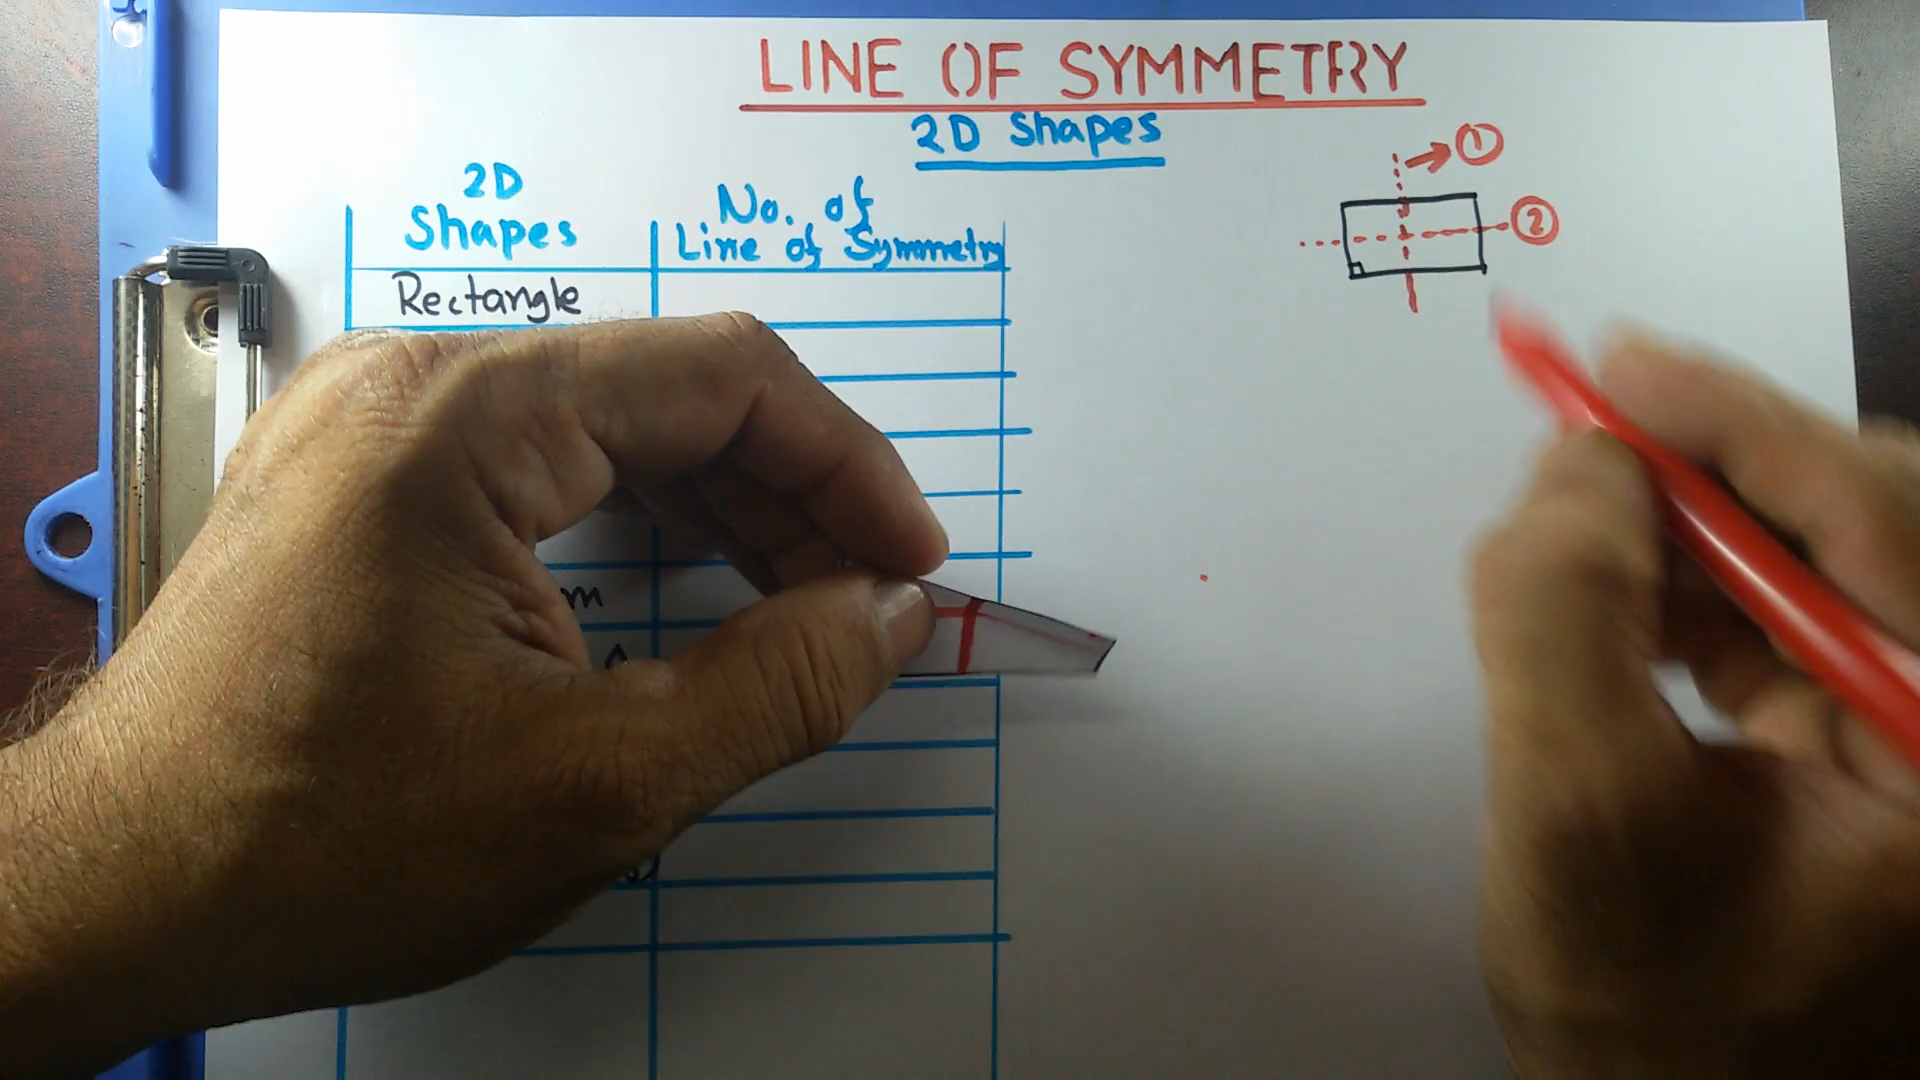 LINE OF SYMMETRY
2D Shapes
2D
Shapes
No. of
Line of Symmetry
Rectangle
1
2
m